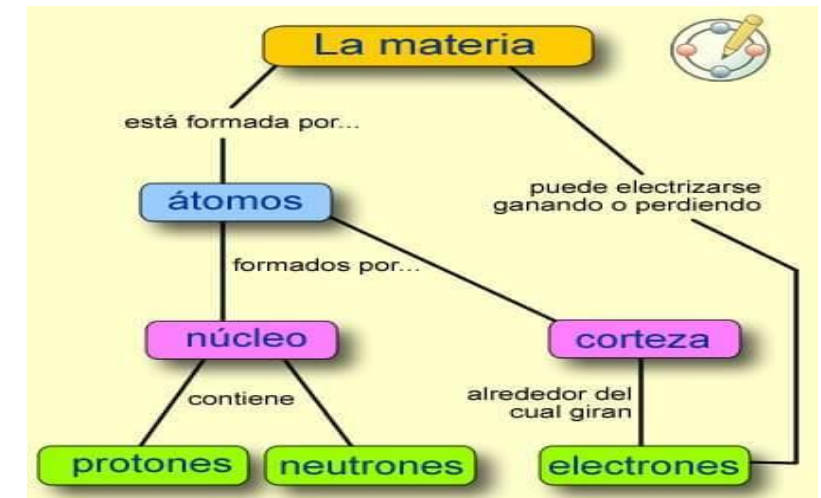 La materia
está formada por...
puede electrizarse
ganando o perdiendo
átomos
formados por...
núcleo
corteza
contiene
alrededor del
cual giran
protones
neutrones
electrones